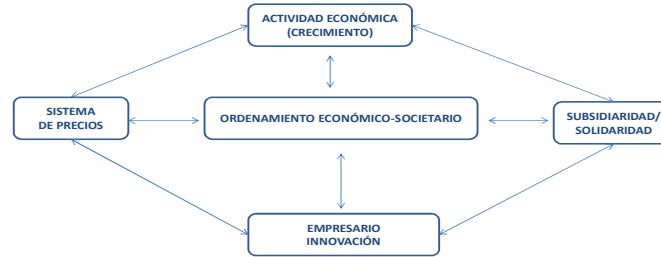 ACTIVIDAD ECONÓMICA
(CRECIMIENTO)
SISTEMA
DE PRECIOS
ORDENAMIENTO ECONÓMICO-SOCIETARIO
SUBSIDIARIDAD/
SOLIDARIDAD
EMPRESARIO
INNOVACIÓN